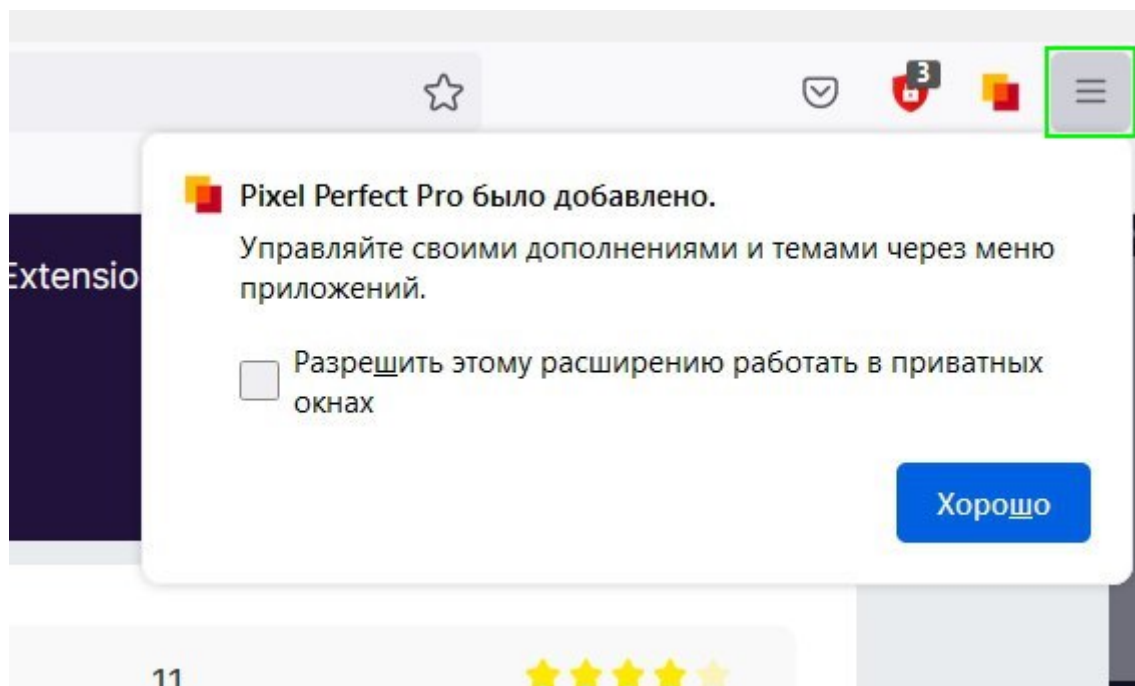 3
Pixel Perfect Pro было добавлено.
Управляйте своими дополнениями и темами через меню
приложений.
Extensio
Разрешить этому расширению работать в приватных
окнах
Хорошо
11